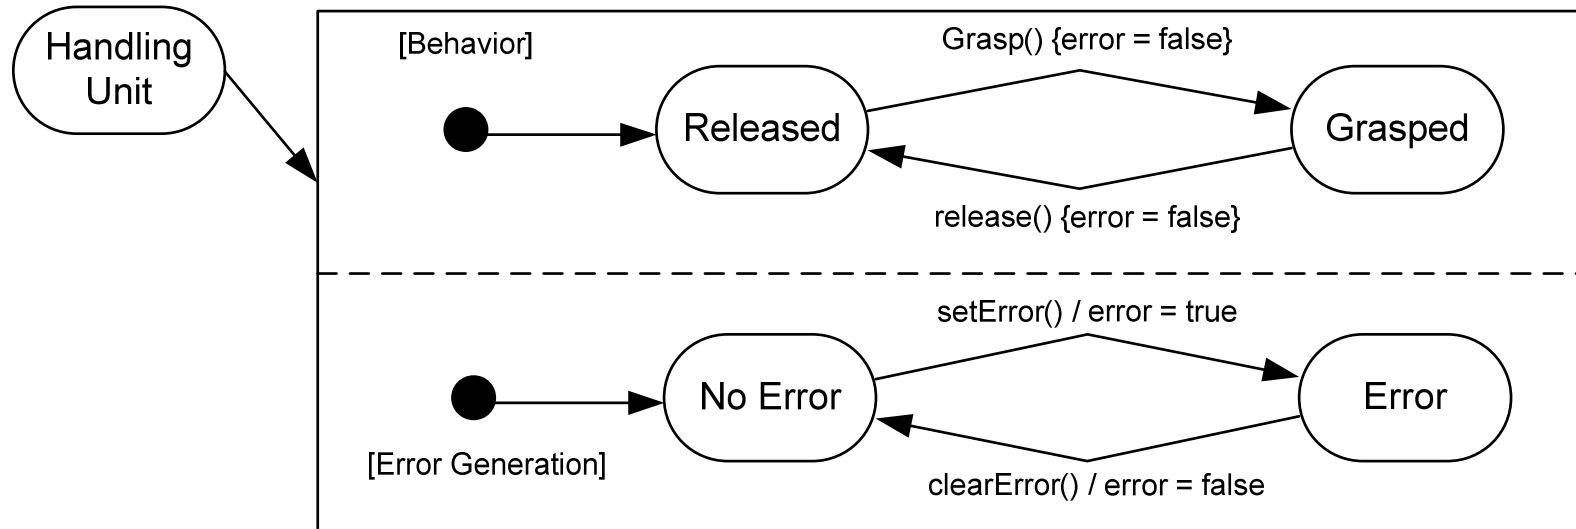 Handling
Unit
[Behavior]
Grasp() {error = false}
Released
Grasped
release() {error = false}
setError() / error = true
No Error
Error
[Error Generation]
clearError() / error = false